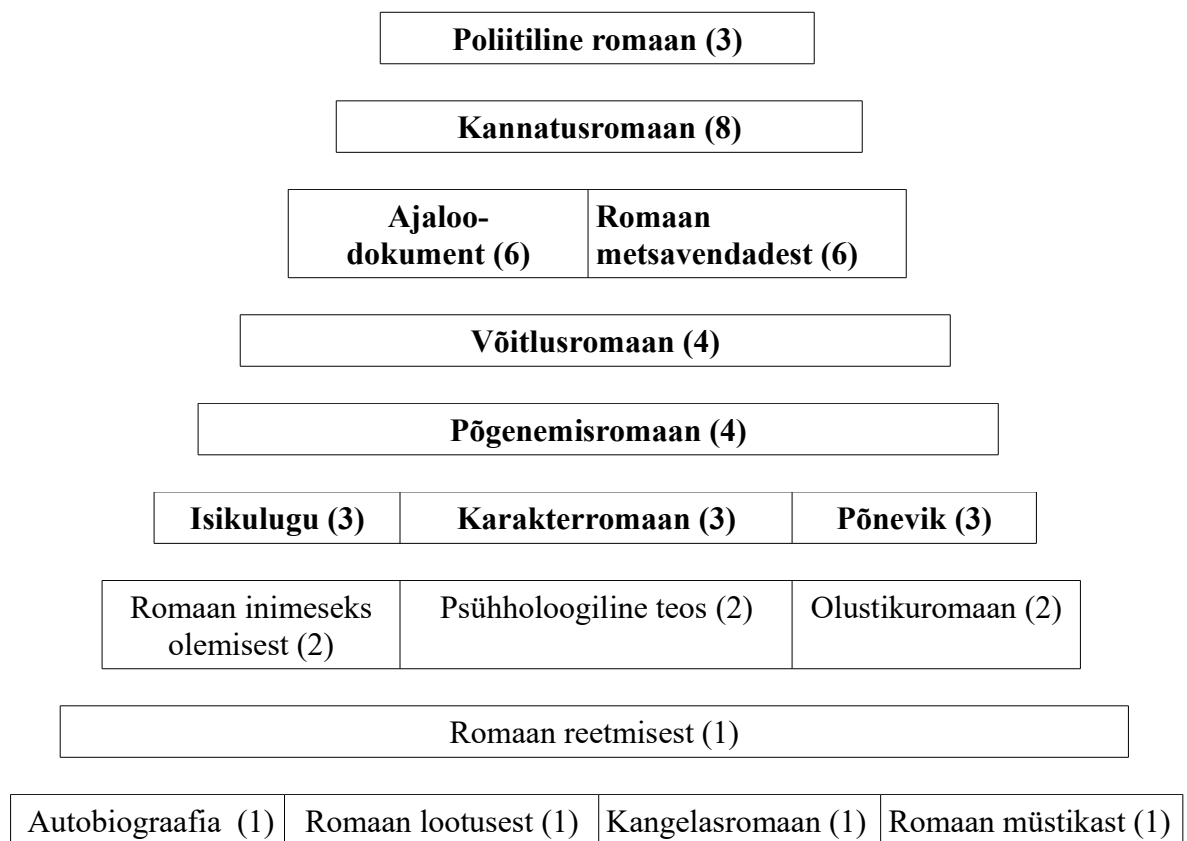 Poliitiline romaan (3)
Kannatusromaan (8)
Ajaloo-
dokument (6)
Romaan
metsavendadest (6)
Võitlusromaan (4)
Põgenemisromaan (4)
Isikulugu (3)
Karakterromaan (3)
Põnevik (3)
Romaan inimeseks
olemisest (2)
Psühholoogiline teos (2)
Olustikuromaan (2)
Romaan reetmisest (1)
Autobiograafia (1)
Romaan lootusest (1)
Kangelasromaan (1)
Romaan müstikast (1)